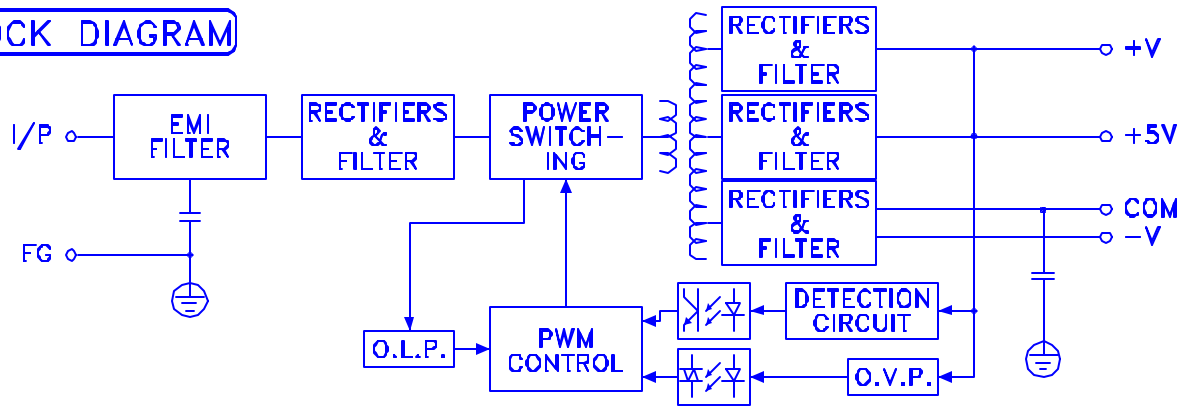 OCK DIAGRAM
I/P
EMI
FILTER
RECTIFIERS
&
FILTER
POWER
SWITCH-
ING
RECTIFIERS
&
FILTER
+V
RECTIFIERS
&
FILTER
+5V
RECTIFIERS
&
FILTER
COM
-V
FG
O.L.P.
PWM
CONTROL
DETECTION
CIRCUIT
O.V.P.